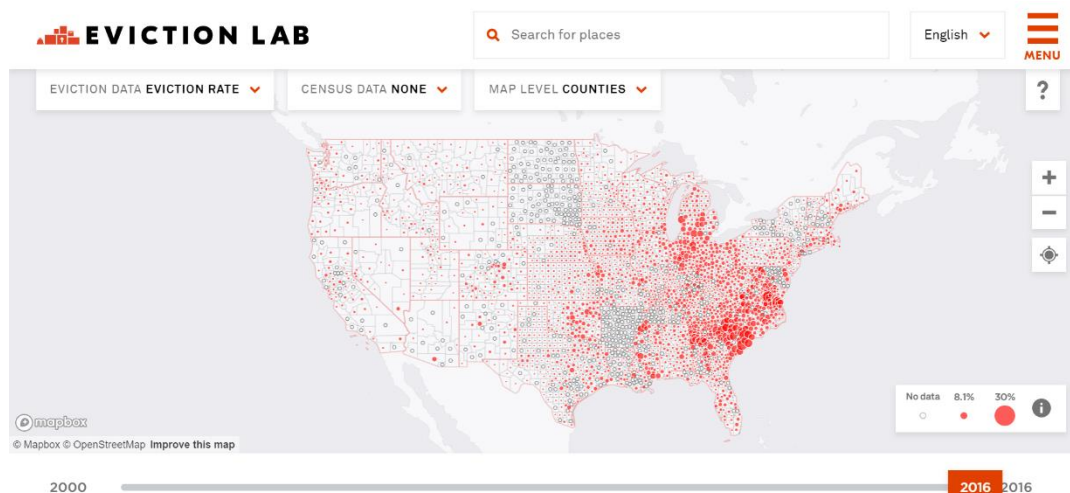 EVICTION LAB
Search for places
English
MENU
EVICTION DATA EVICTION RATE
CENSUS DATA NONE
MAP LEVEL COUNTIES
?
+
−
No data 8.1% 30%
i
mapbox
© Mapbox © OpenStreetMap Improve this map
2000 2016 2016